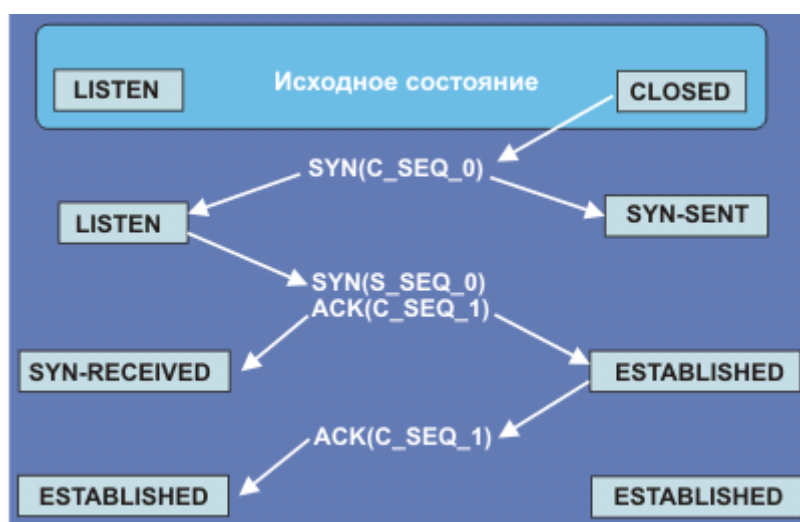 LISTEN
Исходное состояние
CLOSED
SYN(C_SEQ_0)
LISTEN
SYN-SENT
SYN(S_SEQ_0)
ACK(C_SEQ_1)
SYN-RECEIVED
ESTABLISHED
ACK(C_SEQ_1)
ESTABLISHED
ESTABLISHED